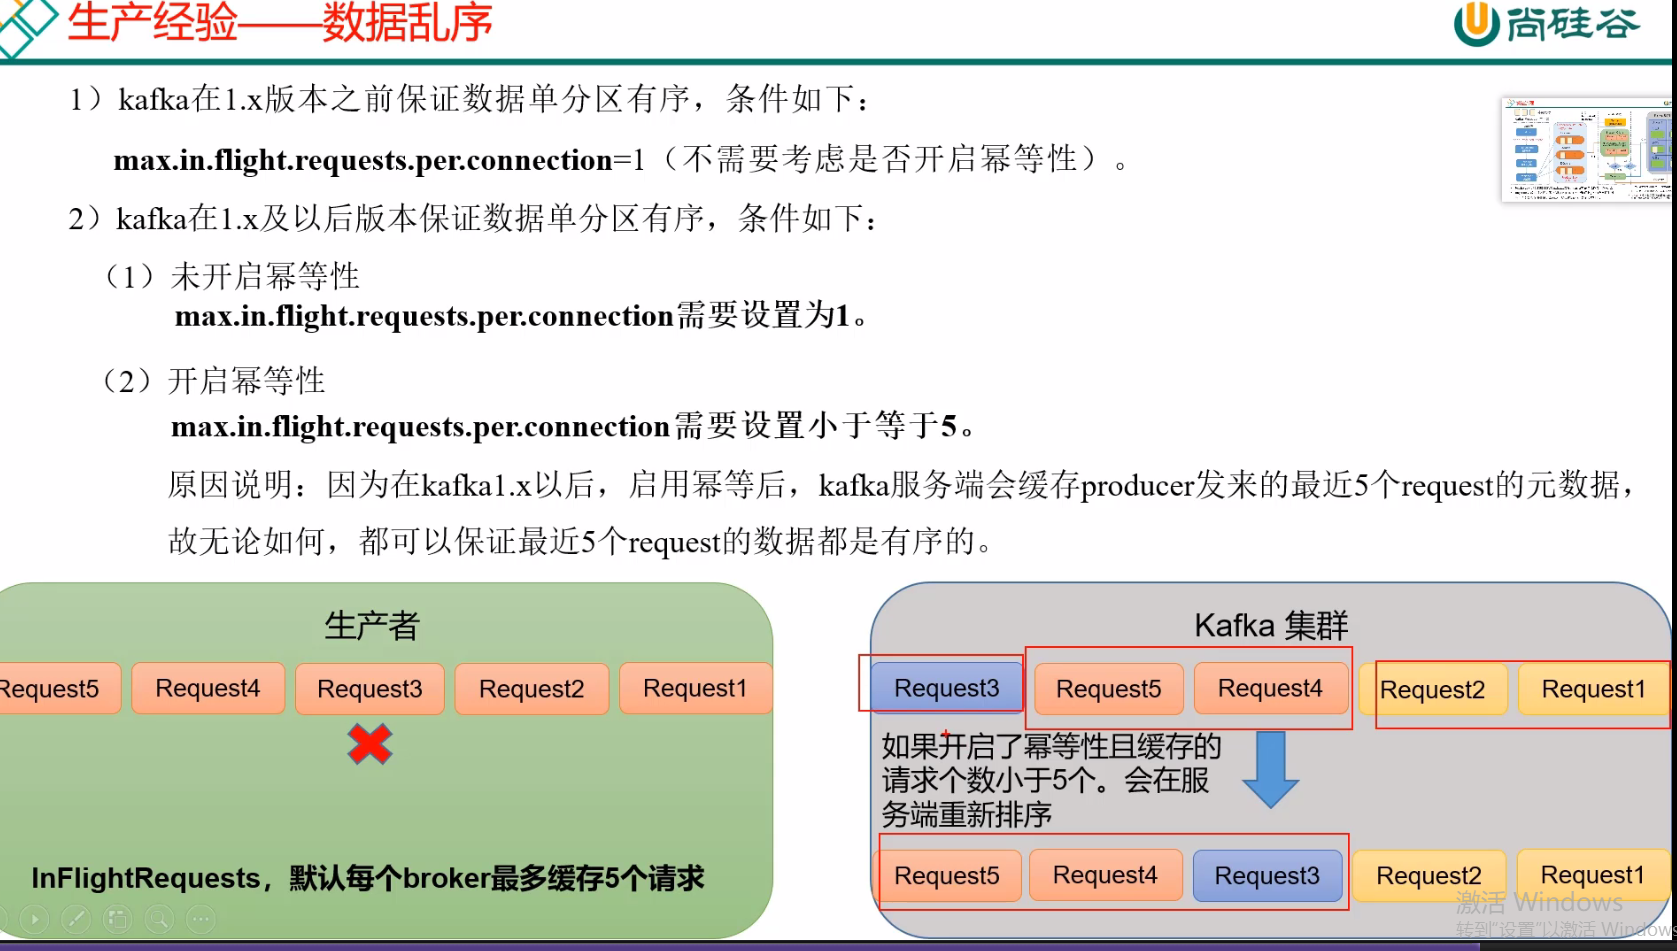 生产经验——数据乱序
尚硅谷
1）kafka在1.x版本之前保证数据单分区有序，条件如下：
max.in.flight.requests.per.connection=1（不需要考虑是否开启幂等性）。
2）kafka在1.x及以后版本保证数据单分区有序，条件如下：
（1）未开启幂等性
max.in.flight.requests.per.connection需要设置为1。
（2）开启幂等性
max.in.flight.requests.per.connection需要设置小于等于5。
原因说明：因为在kafka1.x以后，启用幂等后，kafka服务端会缓存producer发来的最近5个request的元数据，
故无论如何，都可以保证最近5个request的数据都是有序的。
生产者
Request5 Request4 Request3 Request2 Request1
InFlightRequests，默认每个broker最多缓存5个请求
Kafka 集群
Request3 Request5 Request4 Request2 Request1
如果开启了幂等性且缓存的
请求个数小于5个。会在服
务端重新排序
Request5 Request4 Request3 Request2 Request1
激活 Windows
转到"设置"以激活 Windows